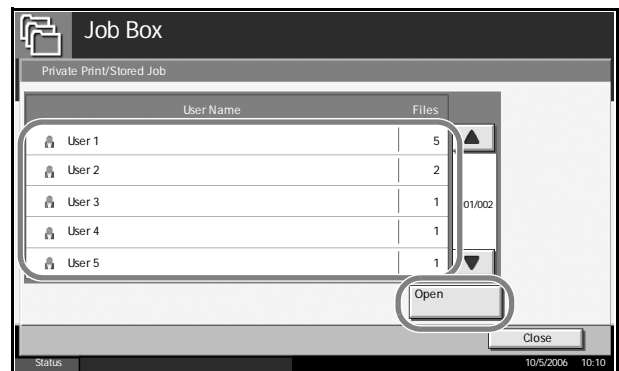 Job Box
Private Print/Stored Job
User Name Files
User 1 5
User 2 2
User 3 1
01/002
User 4 1
User 5 1
Open
Close
Status 10/5/2006 10:10